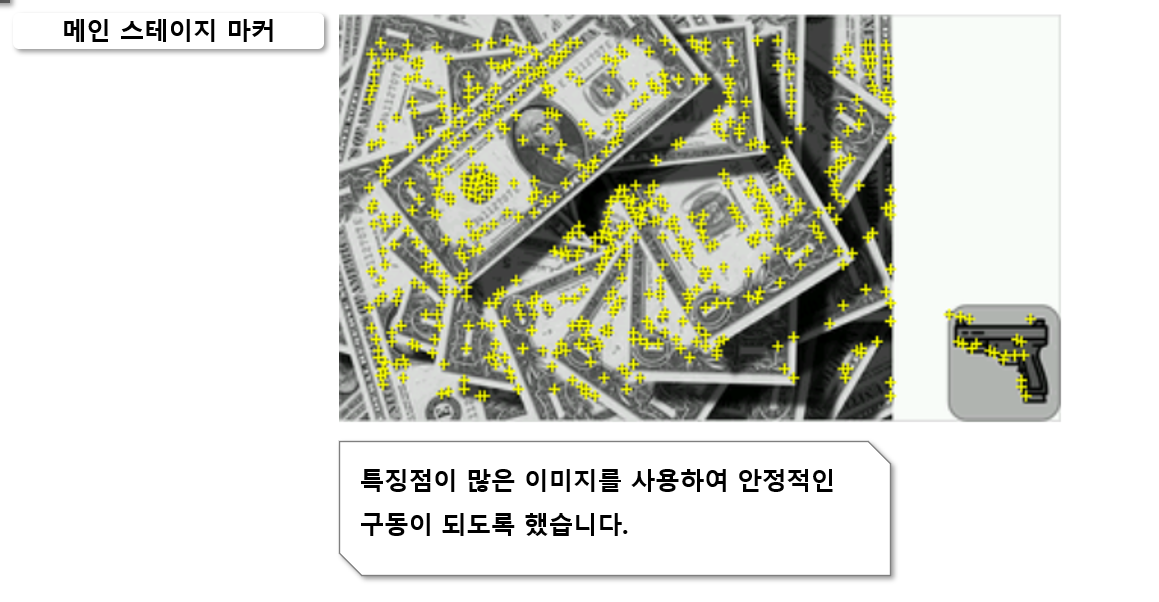 메인 스테이지 마커
특징점이 많은 이미지를 사용하여 안정적인
구동이 되도록 했습니다.